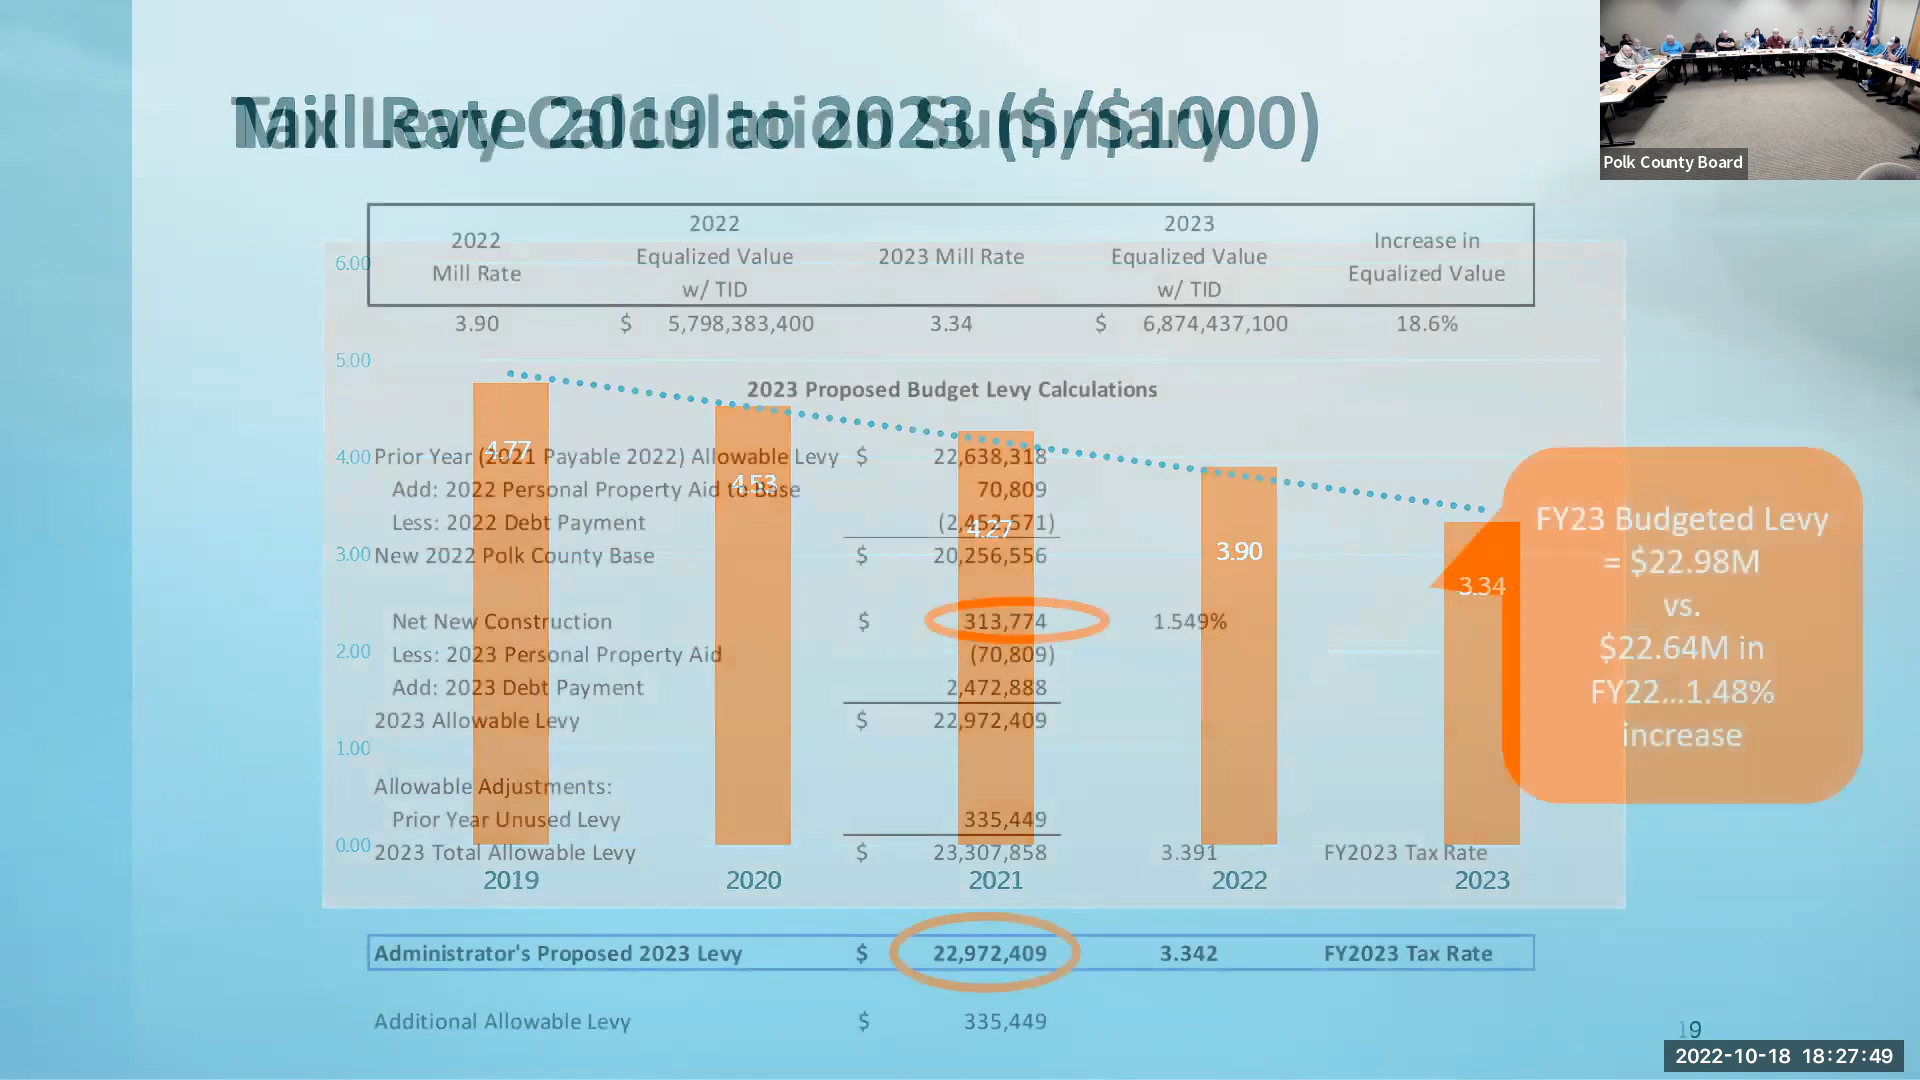 Tax Levy Calculation Summary
Mill Rate 2019 to 2023 ($/$1000)
Polk County Board
2022 Mill Rate
2022 Equalized Value w/ TID
2023 Mill Rate
2023 Equalized Value w/ TID
Increase in Equalized Value
3.90 $ 5,798,383,400 3.34 $ 6,874,437,100 18.6%
2023 Proposed Budget Levy Calculations
Prior Year (2021 Payable 2022) Allowable Levy $ 22,638,318
Add: 2022 Personal Property Aid to Base 70,809
Less: 2022 Debt Payment (2,452,571)
New 2022 Polk County Base $ 20,256,556
Net New Construction $ 313,774 1.549%
Less: 2023 Personal Property Aid (70,809)
Add: 2023 Debt Payment 2,472,888
2023 Allowable Levy $ 22,972,409
Allowable Adjustments:
Prior Year Unused Levy 335,449
2023 Total Allowable Levy $ 23,307,858 3.391 FY2023 Tax Rate
Administrator's Proposed 2023 Levy $ 22,972,409 3.342 FY2023 Tax Rate
Additional Allowable Levy $ 335,449
6.00
5.00
4.00
3.00
2.00
1.00
0.00
4.77
4.53
4.27
3.90
3.34
2019 2020 2021 2022 2023
FY23 Budgeted Levy
= $22.98M
vs.
$22.64M in
FY22...1.48%
increase
2022-10-18 18:27:49